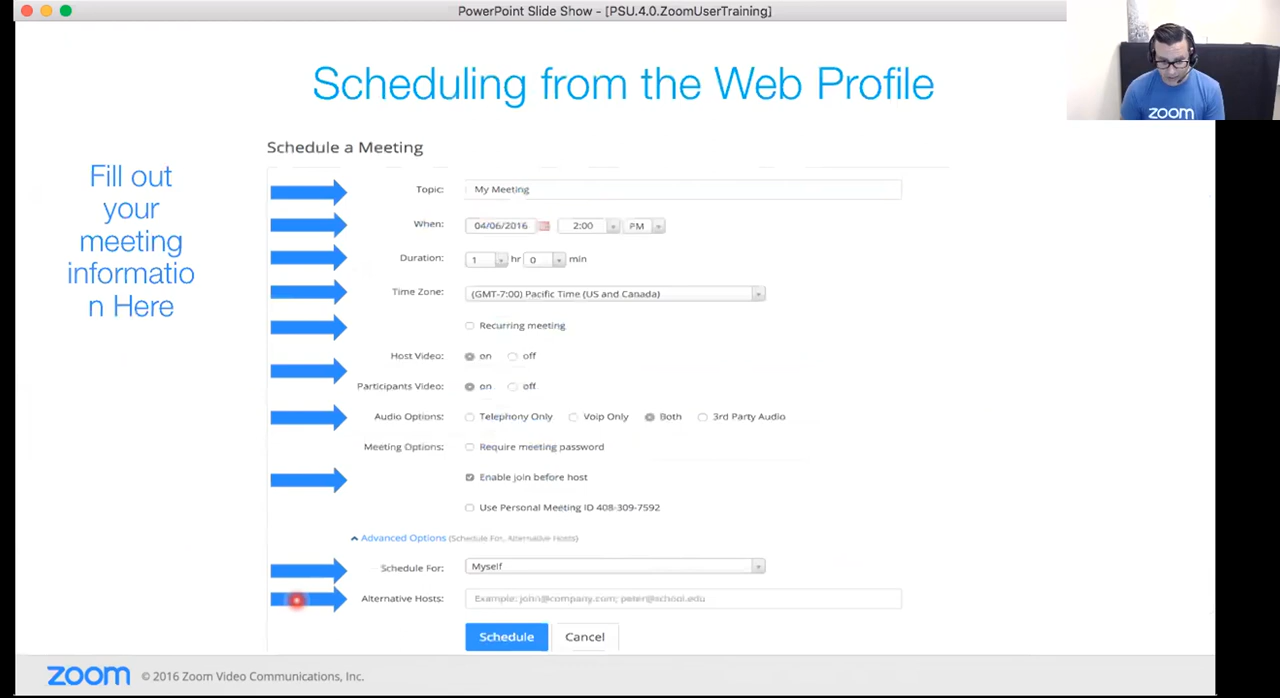 PowerPoint Slide Show - [PSU.4.0.ZoomUserTraining]
zoom
Scheduling from the Web Profile
Fill out
your
meeting
informatio
n Here
Schedule a Meeting
Topic: My Meeting
When: 04/06/2016 2:00 PM
Duration: 1 hr 0 min
Time Zone: (GMT-7:00) Pacific Time (US and Canada)
Recurring meeting
Host Video: on off
Participants Video: on off
Audio Options: Telephony Only Voip Only Both 3rd Party Audio
Meeting Options: Require meeting password
Enable join before host
Use Personal Meeting ID 408-309-7592
Advanced Options (Schedule For, Alternative Hosts)
Schedule For: Myself
Alternative Hosts: Example: john@company.com; peter@school.edu
Schedule Cancel
zoom © 2016 Zoom Video Communications, Inc.